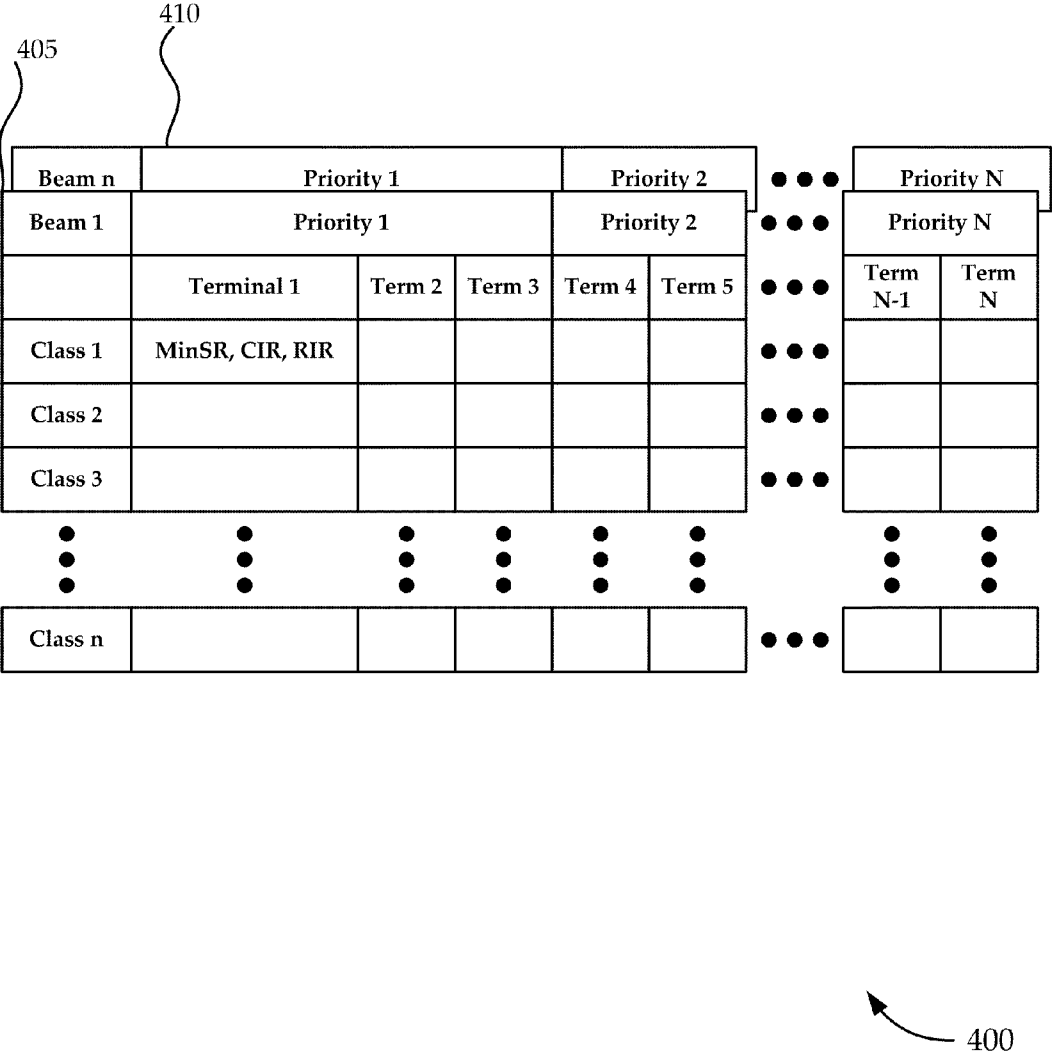 410
405
Beam n Priority 1 Priority 2 Priority N
Beam 1 Priority 1 Priority 2 Priority N
Terminal 1 Term 2 Term 3 Term 4 Term 5 Term N-1 Term N
Class 1 MinSR, CIR, RIR
Class 2
Class 3
Class n
400